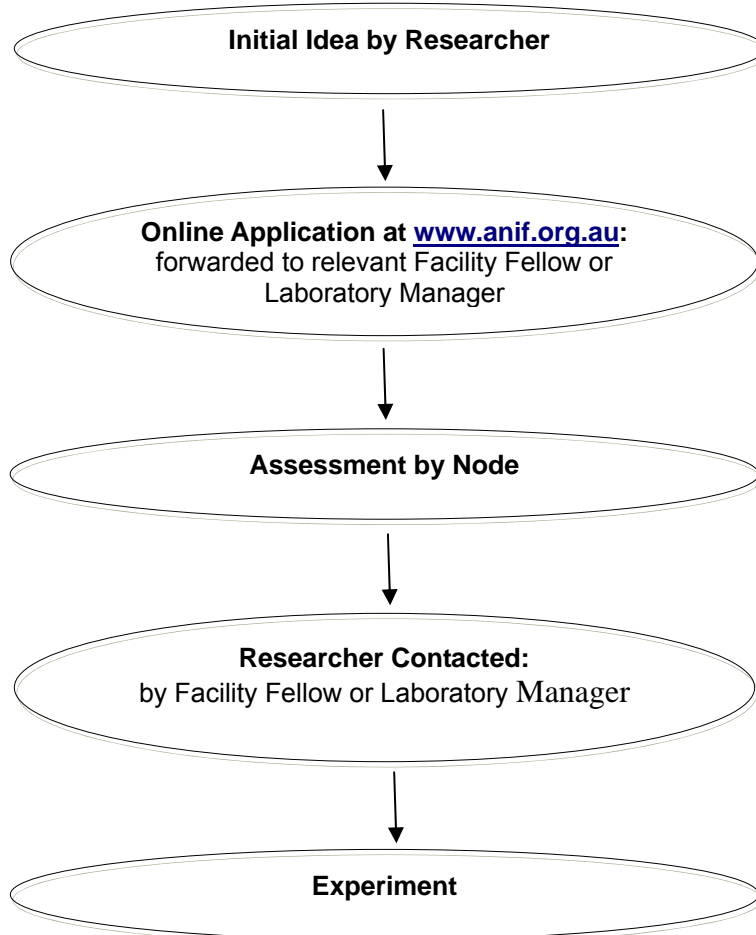 Initial Idea by Researcher
Online Application at www.anif.org.au:
forwarded to relevant Facility Fellow or
Laboratory Manager
Assessment by Node
Researcher Contacted:
by Facility Fellow or Laboratory Manager
Experiment